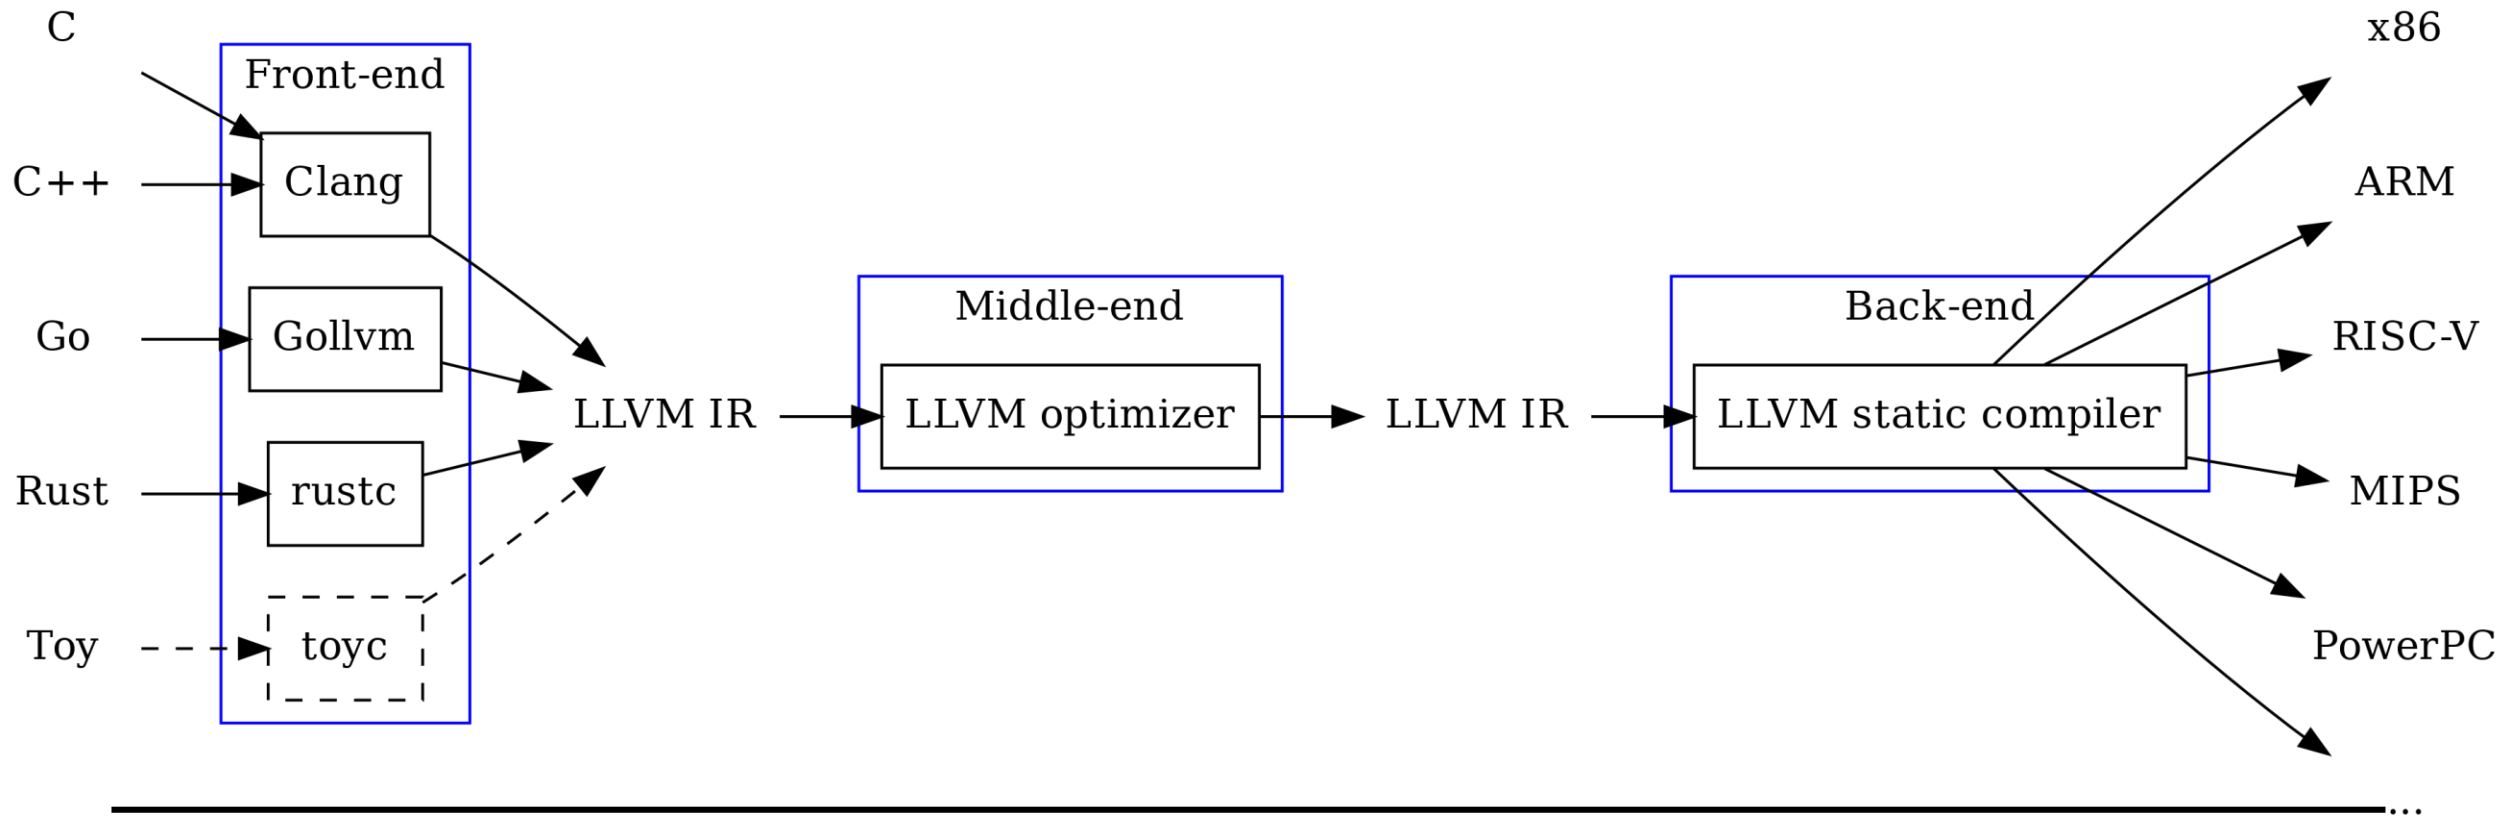 C
C++
Go
Rust
Toy
Front-end
Clang
Gollvm
rustc
toyc
LLVM IR
Middle-end
LLVM optimizer
LLVM IR
Back-end
LLVM static compiler
x86
ARM
RISC-V
MIPS
PowerPC
...